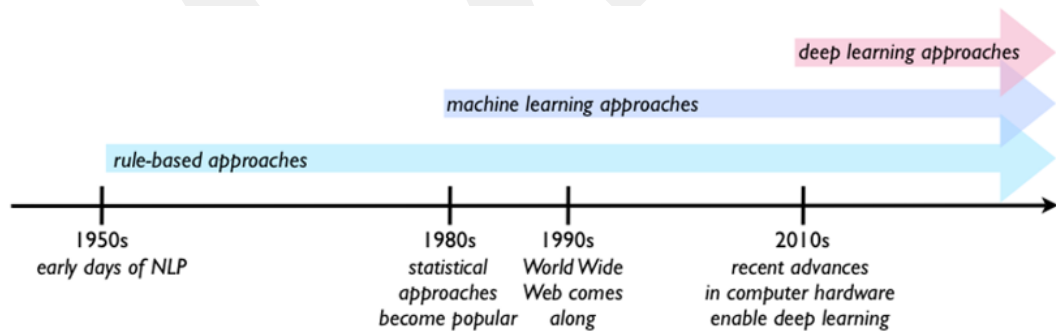 deep learning approaches
machine learning approaches
rule-based approaches
1950s
early days of NLP
1980s
statistical
approaches
become popular
1990s
World Wide
Web comes
along
2010s
recent advances
in computer hardware
enable deep learning